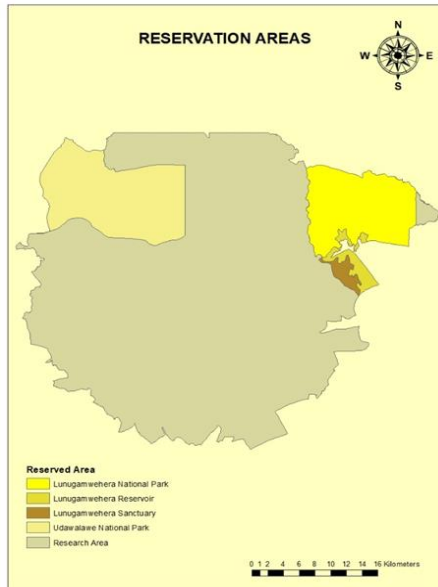 RESERVATION AREAS
N
W E
S
Reserved Area
Lunugamwehera National Park
Lunugamwehera Reservoir
Lunugamwehera Sanctuary
Udawalawe National Park
Research Area
0 1 2 4 6 8 10 12 14 16 Kilometers